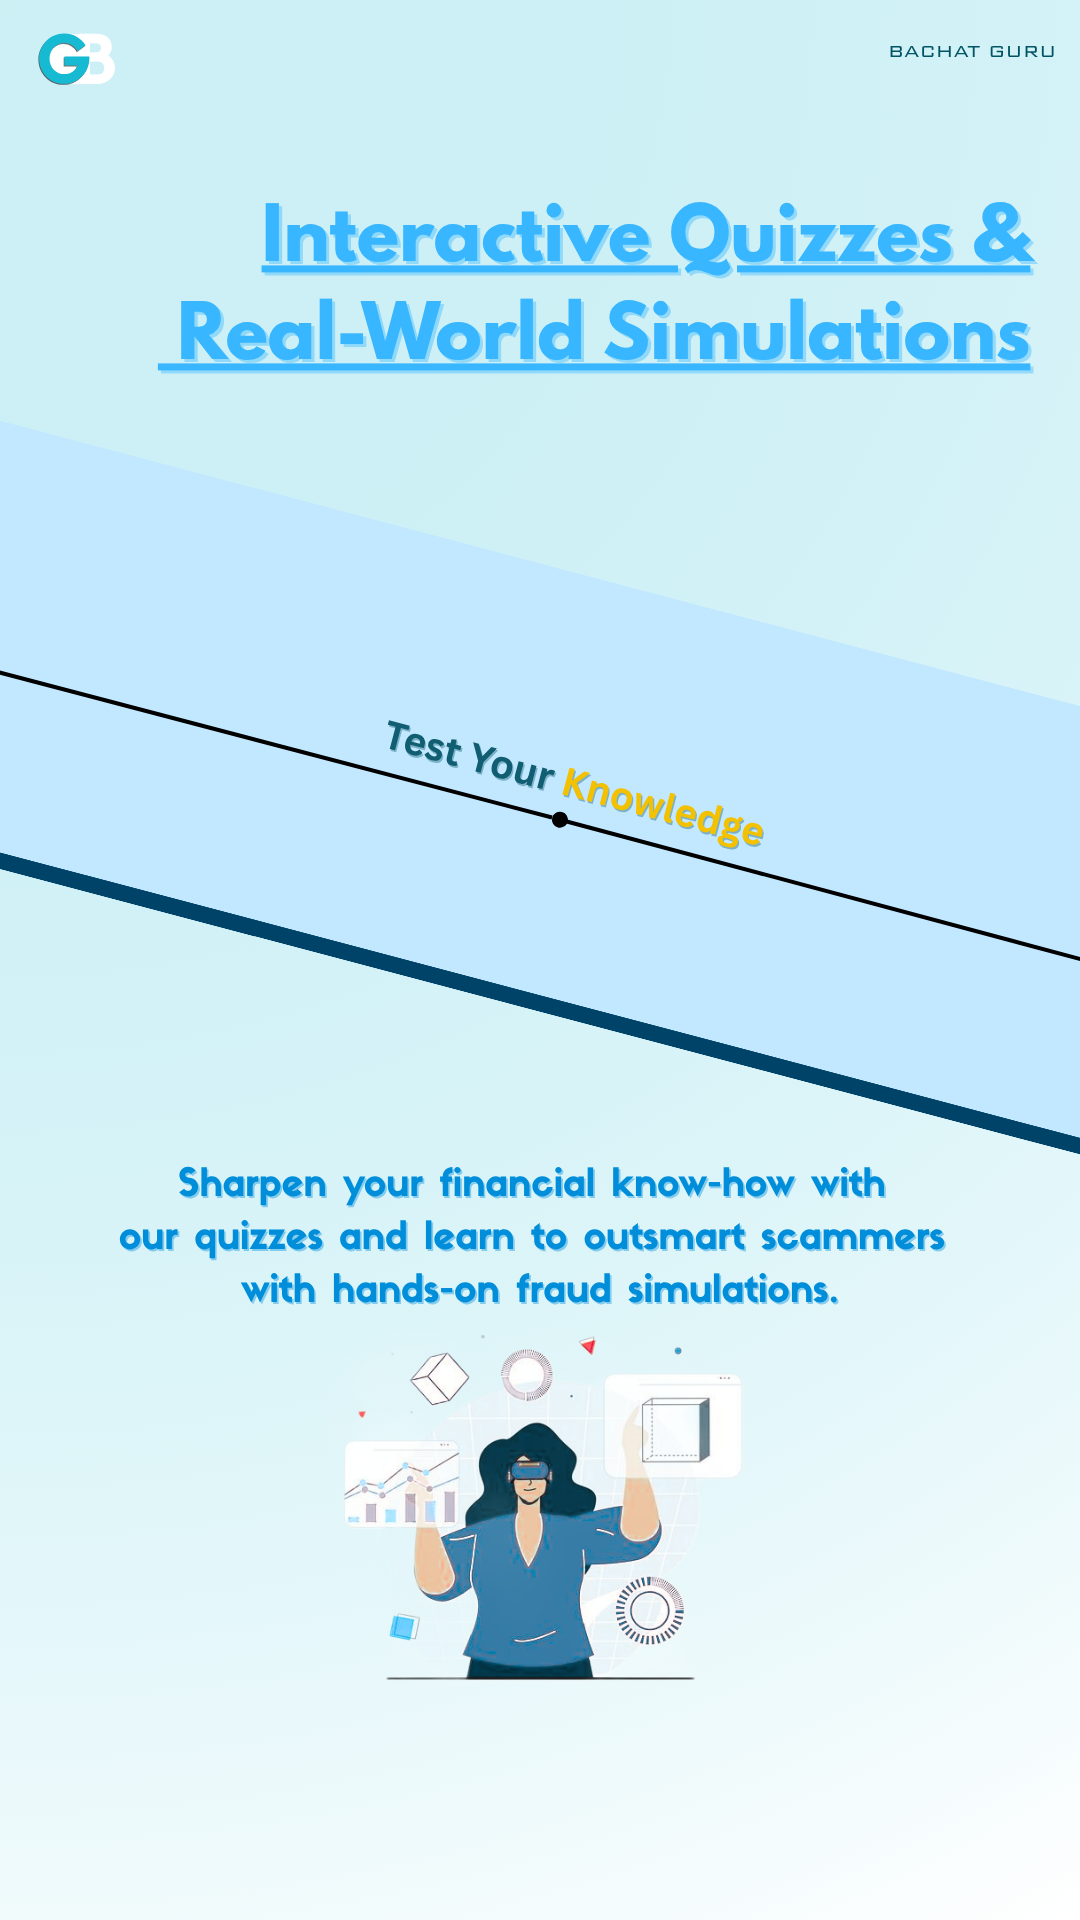 GB
BACHAT GURU
Interactive Quizzes &
Real-World Simulations
Test Your Knowledge
Sharpen your financial know-how with
our quizzes and learn to outsmart scammers
with hands-on fraud simulations.